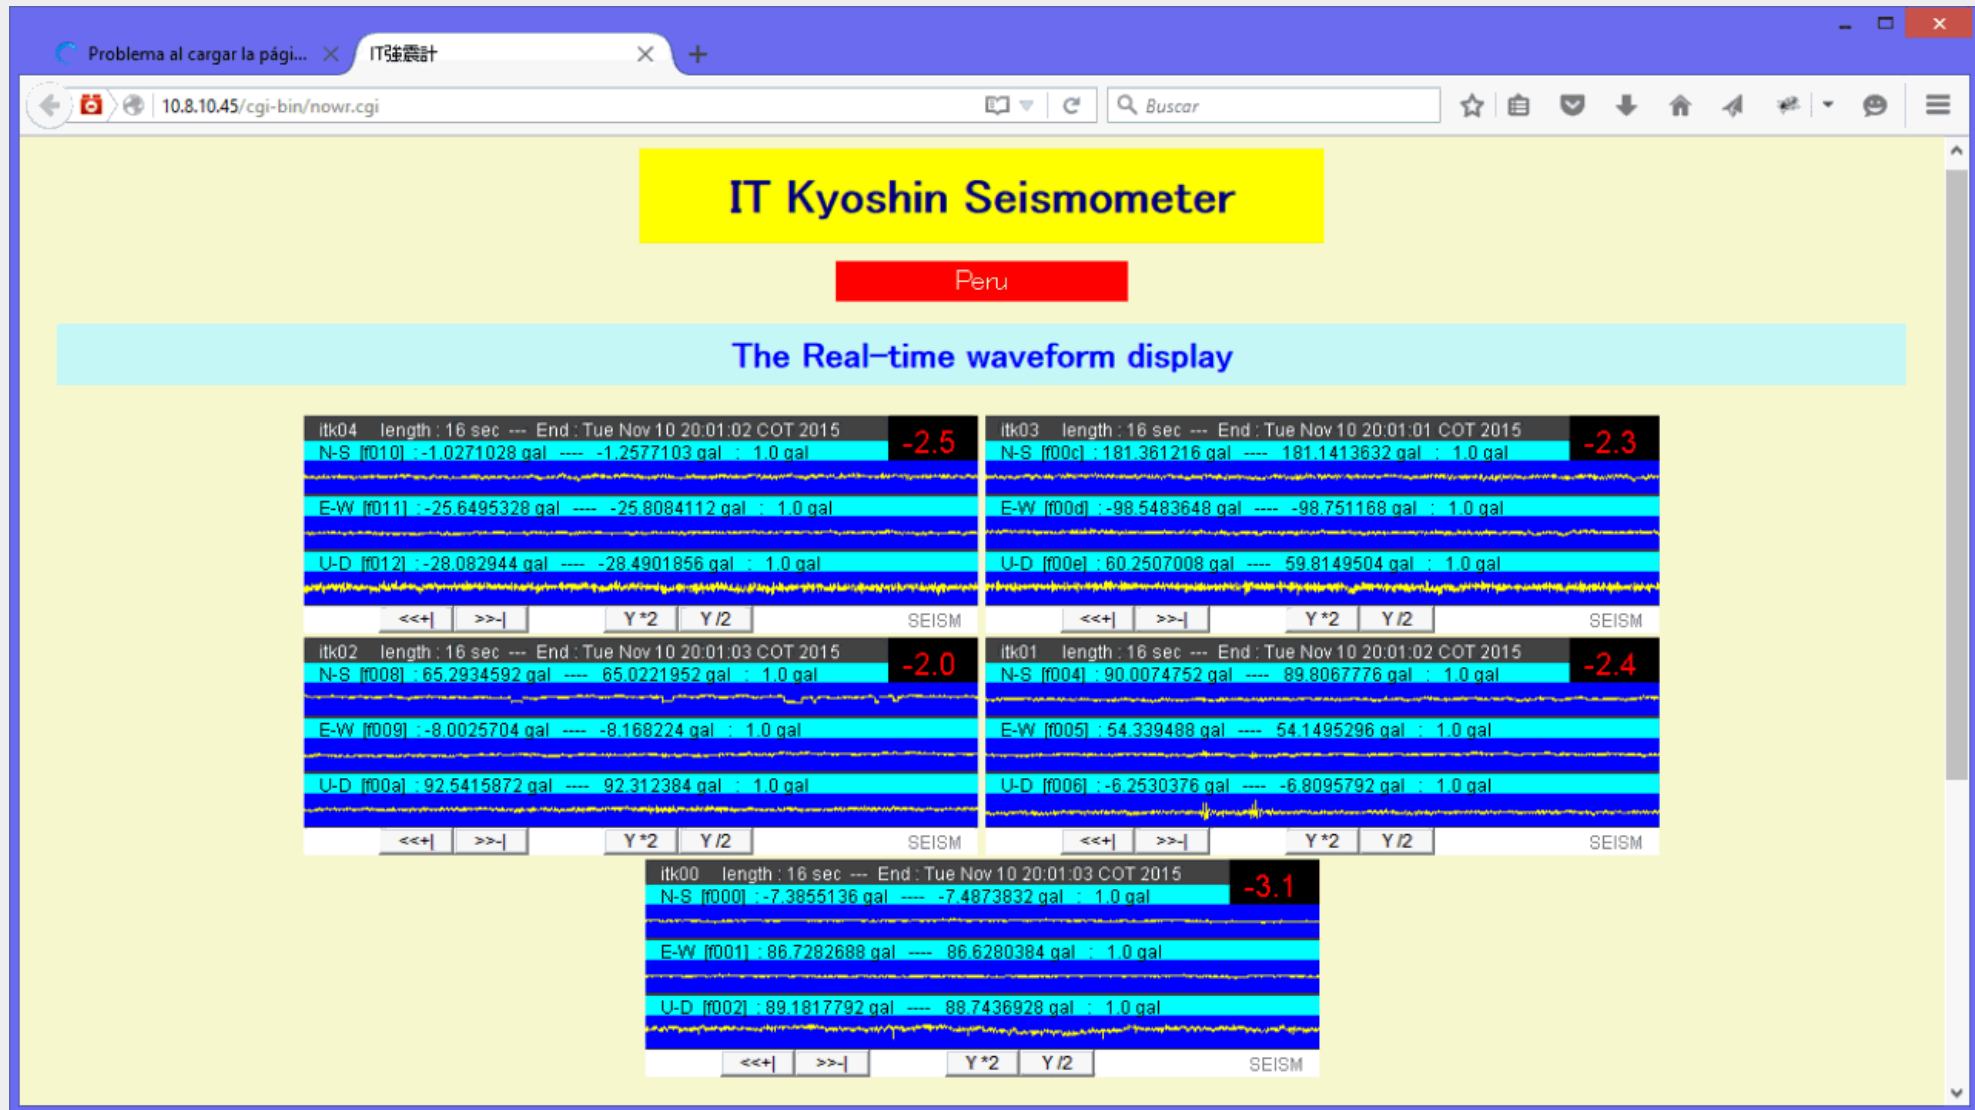 Problema al cargar la pági...
IT強震計
10.8.10.45/cgi-bin/nowr.cgi
Buscar
IT Kyoshin Seismometer
Peru
The Real-time waveform display
itk04 length : 16 sec --- End : Tue Nov 10 20:01:02 COT 2015
-2.5
N-S [f010] : -1.0271028 gal ---- -1.2577103 gal : 1.0 gal
E-W [f011] : -25.6495328 gal ---- -25.8084112 gal : 1.0 gal
U-D [f012] : -28.082944 gal ---- -28.4901856 gal : 1.0 gal
<<+| >>-| Y *2 Y /2 SEISM
itk03 length : 16 sec --- End : Tue Nov 10 20:01:01 COT 2015
-2.3
N-S [f00c] : 181.361216 gal ---- 181.1413632 gal : 1.0 gal
E-W [f00d] : -98.5483648 gal ---- -98.751168 gal : 1.0 gal
U-D [f00e] : 60.2507008 gal ---- 59.8149504 gal : 1.0 gal
<<+| >>-| Y *2 Y /2 SEISM
itk02 length : 16 sec --- End : Tue Nov 10 20:01:03 COT 2015
-2.0
N-S [f008] : 65.2934592 gal ---- 65.0221952 gal : 1.0 gal
E-W [f009] : -8.0025704 gal ---- -8.168224 gal : 1.0 gal
U-D [f00a] : 92.5415872 gal ---- 92.312384 gal : 1.0 gal
<<+| >>-| Y *2 Y /2 SEISM
itk01 length : 16 sec --- End : Tue Nov 10 20:01:02 COT 2015
-2.4
N-S [f004] : 90.0074752 gal ---- 89.8067776 gal : 1.0 gal
E-W [f005] : 54.339488 gal ---- 54.1495296 gal : 1.0 gal
U-D [f006] : -6.2530376 gal ---- -6.8095792 gal : 1.0 gal
<<+| >>-| Y *2 Y /2 SEISM
itk00 length : 16 sec --- End : Tue Nov 10 20:01:03 COT 2015
-3.1
N-S [f000] : -7.3855136 gal ---- -7.4873832 gal : 1.0 gal
E-W [f001] : 86.7282688 gal ---- 86.6280384 gal : 1.0 gal
U-D [f002] : 89.1817792 gal ---- 88.7436928 gal : 1.0 gal
<<+| >>-| Y *2 Y /2 SEISM